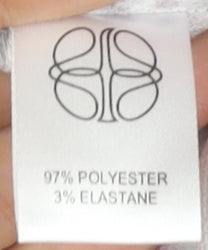 97% POLYESTER
3% ELASTANE